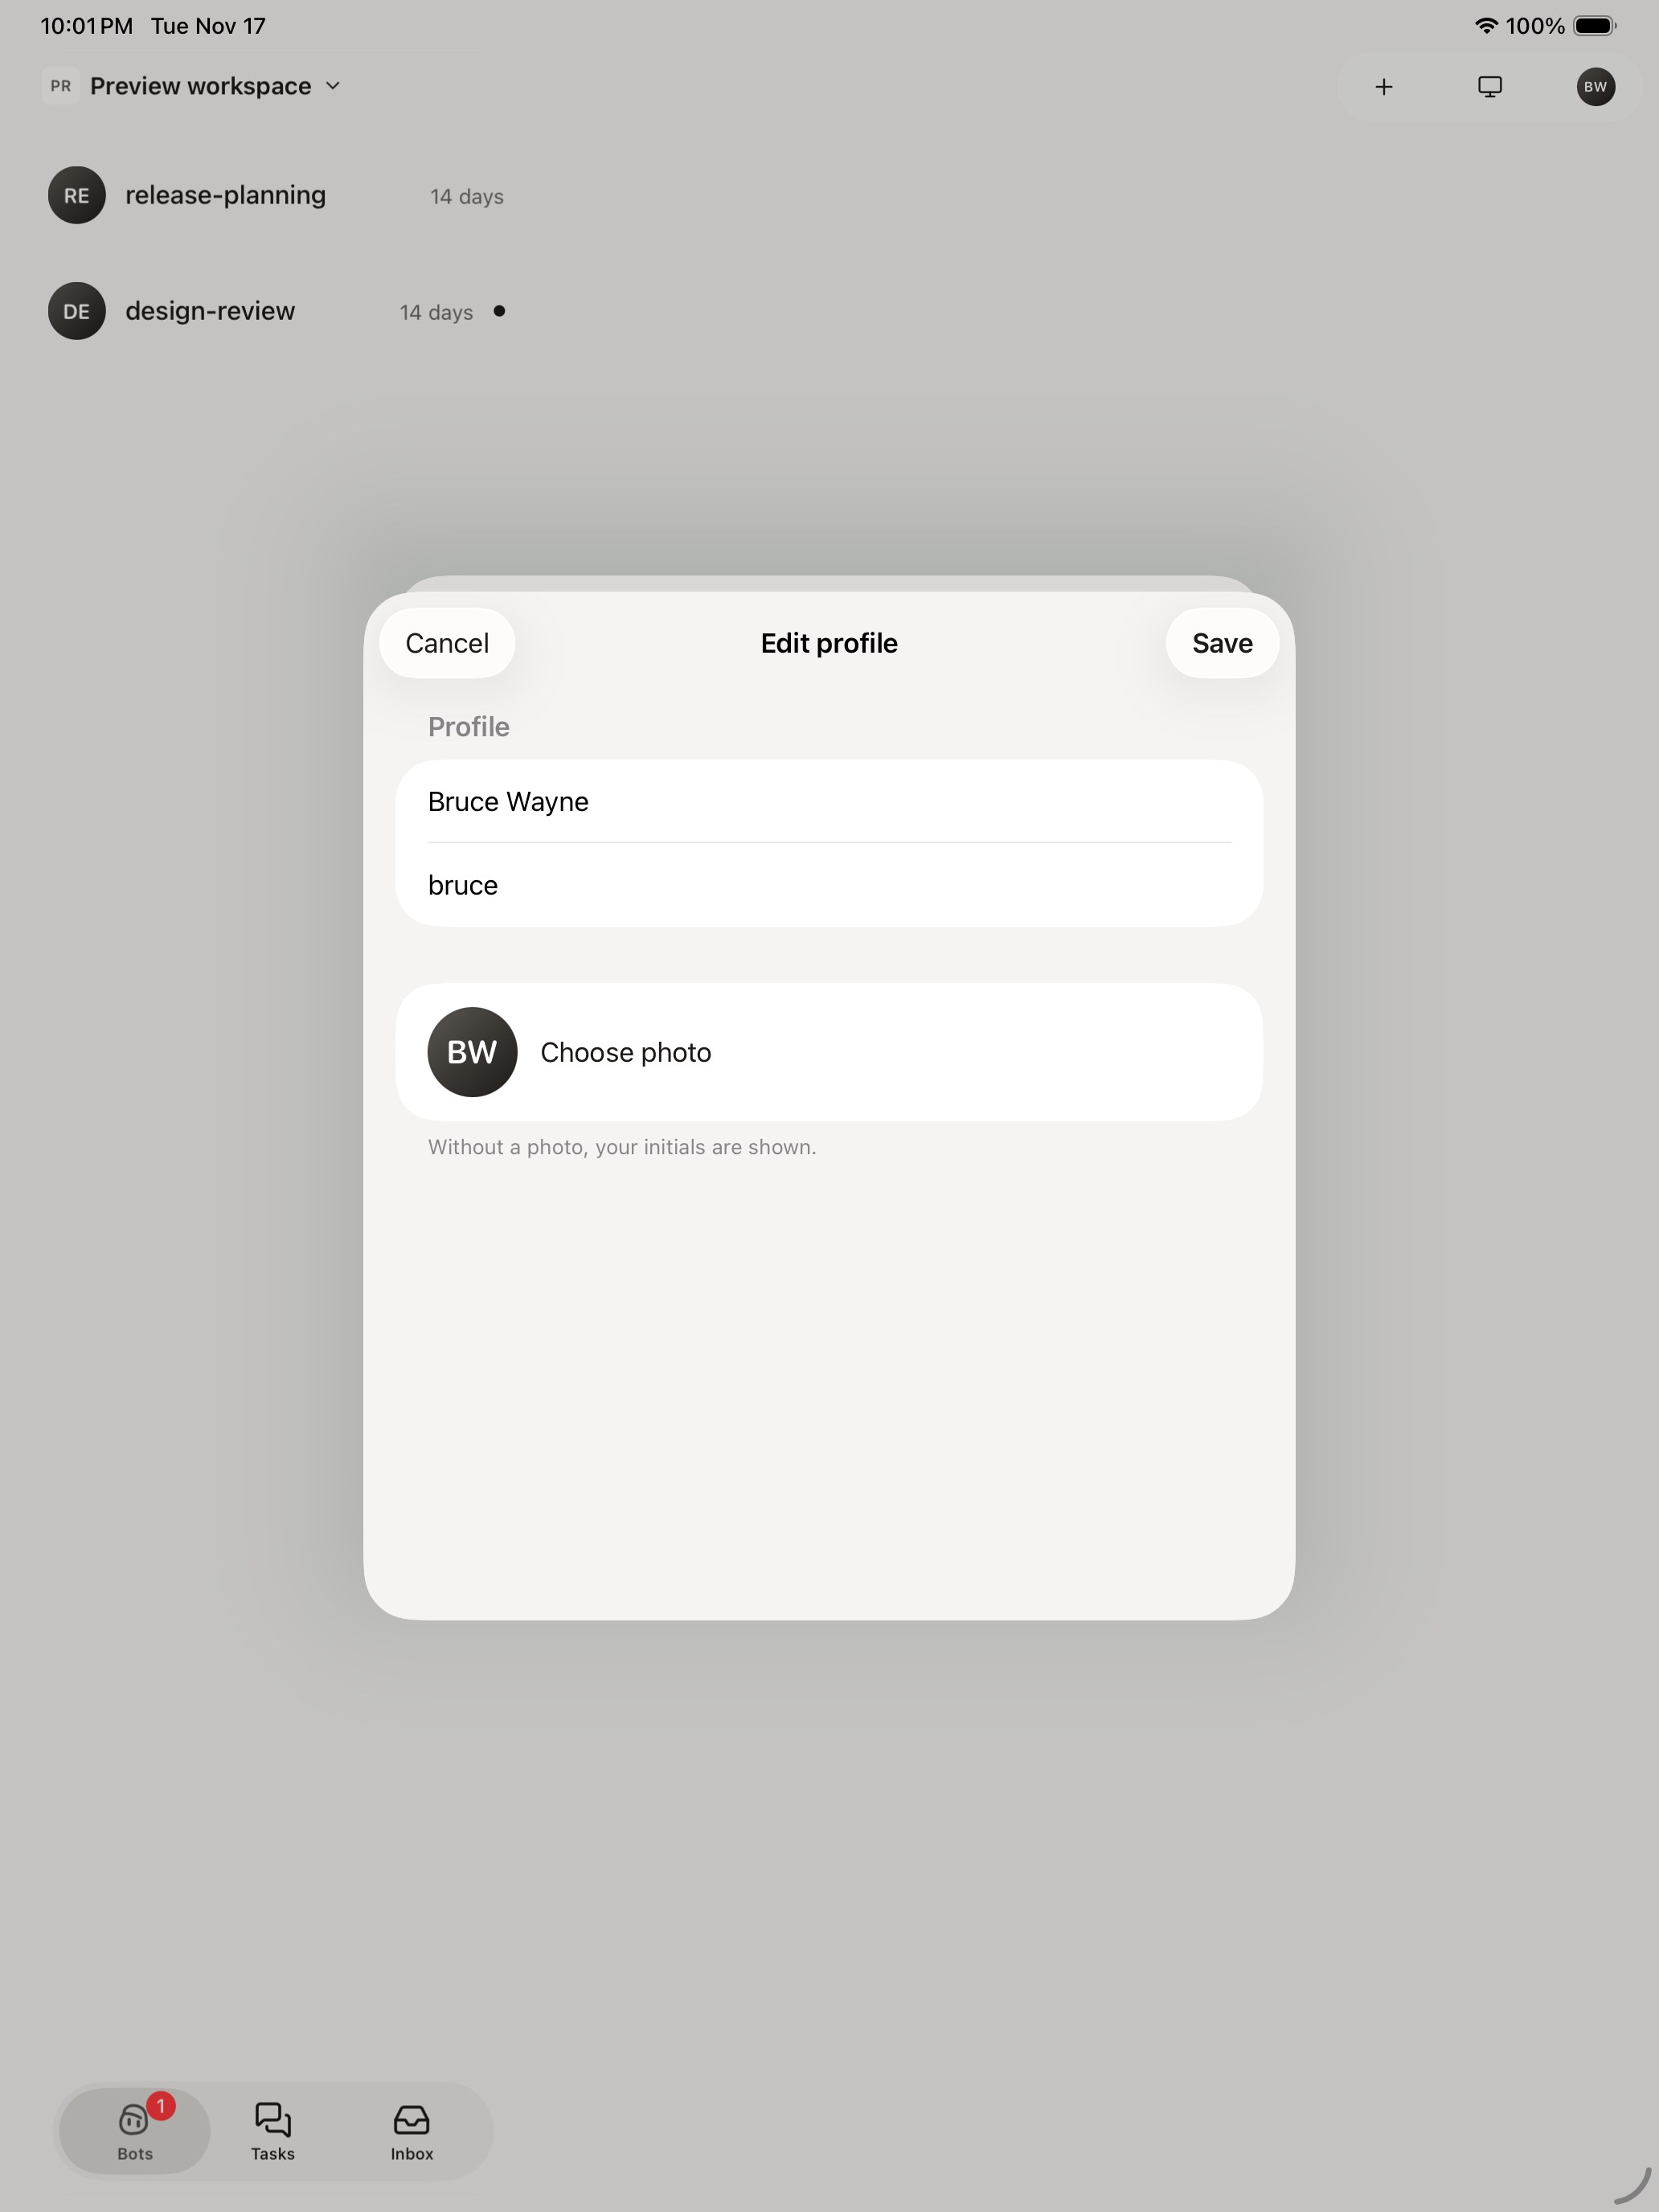 10:01 PM Tue Nov 17
100%
PR Preview workspace
BW
RE release-planning 14 days
DE design-review 14 days
Cancel Edit profile Save
Profile
Bruce Wayne
bruce
BW Choose photo
Without a photo, your initials are shown.
1
Bots Tasks Inbox